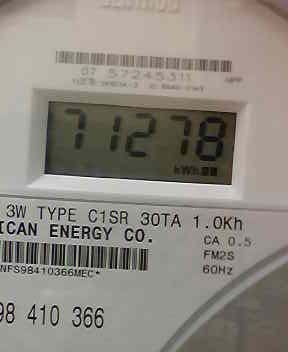 07 57245311
71278
kWh
3W TYPE C1SR 30TA 1.0Kh
ICAN ENERGY CO.
CA 0.5
FM2S
60Hz
NFS98410366MEC*
98 410 366